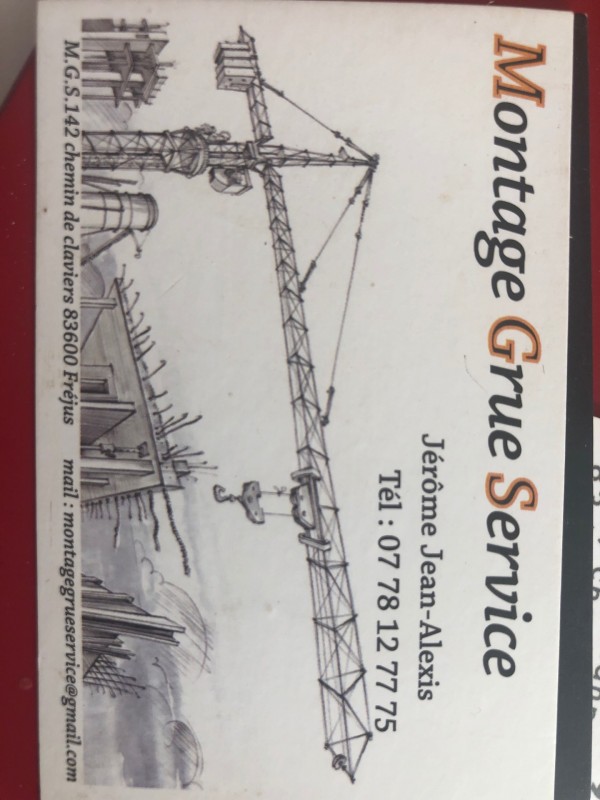 Montage Grue Service
Jérôme Jean-Alexis
Tél : 07 78 12 77 75
M.G.S.142 chemin de claviers 83600 Fréjus mail : montagegrueservice@gmail.com